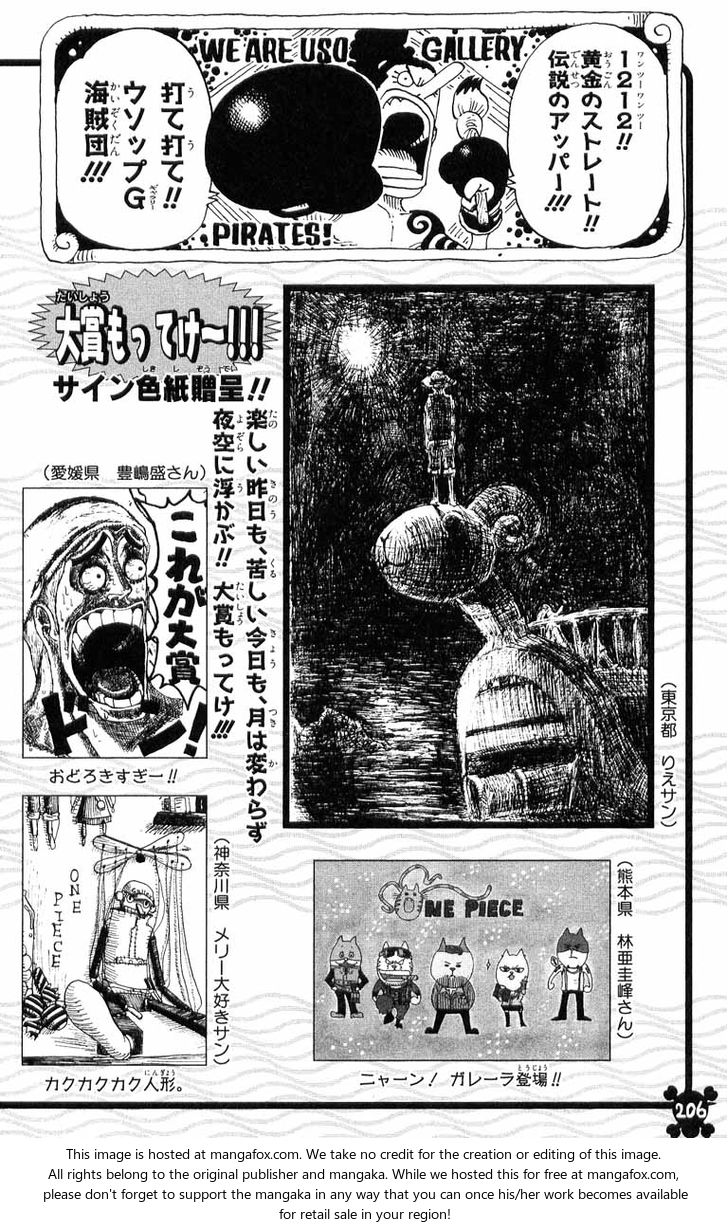 WE ARE USO GALLERY
PIRATES!
1212!!
黄金のストレート!!
伝説のアッパー!!!
打て打て!!
ウソップG
海賊団!!!
大賞もってけ〜!!!
サイン色紙贈呈!!
楽しい昨日も、苦しい今日も、月は変わらず
夜空に浮かぶ!! 大賞もってけ!!!
(東京都 りえサン)
(愛媛県 豊嶋盛さん)
これが大賞
ドーン!
おどろきすぎー!!
ONE
PIECE
(神奈川県 メリー大好きサン)
カクカクカク人形。
ONE PIECE
(熊本県 林亜圭峰さん)
ニャーン! ガレーラ登場!!
206
This image is hosted at mangafox.com. We take no credit for the creation or editing of this image.
All rights belong to the original publisher and mangaka. While we hosted this for free at mangafox.com,
please don't forget to support the mangaka in any way that you can once his/her work becomes available
for retail sale in your region!